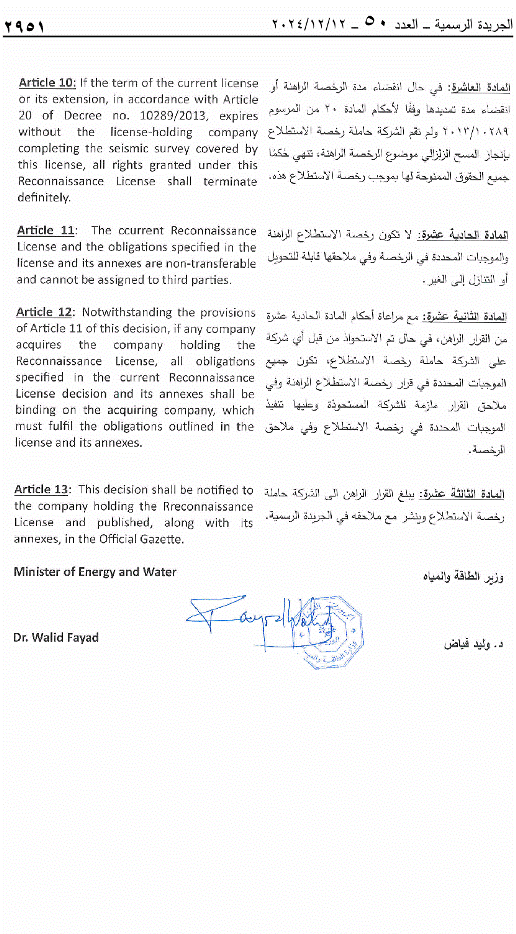 الجريدة الرسمية ــ العدد ٥٠ ــ ٢٠٢٤/١٢/١٢
٢٩٥١
Article 10: If the term of the current license
or its extension, in accordance with Article
20 of Decree no. 10289/2013, expires
without the license-holding company
completing the seismic survey covered by
this license, all rights granted under this
Reconnaissance License shall terminate
definitely.
المادة العاشرة: في حال انقضاء مدة الرخصة الراهنة أو
انقضاء مدة تمديدها وفقًا لأحكام المادة ٢٠ من المرسوم
٢٠١٣/١٠٢٨٩ ولم تقم الشركة حاملة رخصة الاستطلاع
بإنجاز المسح الزلزالي موضوع الرخصة الراهنة، تنتهي حُكمًا
جميع الحقوق الممنوحة لها بموجب رخصة الاستطلاع هذه.
Article 11: The ccurrent Reconnaissance
License and the obligations specified in the
license and its annexes are non-transferable
and cannot be assigned to third parties.
المادة الحادية عشرة: لا تكون رخصة الاستطلاع الراهنة
والموجبات المحددة في الرخصة وفي ملاحقها قابلة للتحويل
أو التنازل إلى الغير.
Article 12: Notwithstanding the provisions
of Article 11 of this decision, if any company
acquires the company holding the
Reconnaissance License, all obligations
specified in the current Reconnaissance
License decision and its annexes shall be
binding on the acquiring company, which
must fulfil the obligations outlined in the
license and its annexes.
المادة الثانية عشرة: مع مراعاة أحكام المادة الحادية عشرة
من القرار الراهن، في حال تم الاستحواذ من قبل أي شركة
على الشركة حاملة رخصة الاستطلاع، تكون جميع
الموجبات المحددة في قرار رخصة الاستطلاع الراهنة وفي
ملاحق القرار ملزمة للشركة المستحوذة وعليها تنفيذ
الموجبات المحددة في رخصة الاستطلاع وفي ملاحق
الرخصة.
Article 13: This decision shall be notified to
the company holding the Rreconnaissance
License and published, along with its
annexes, in the Official Gazette.
المادة الثالثة عشرة: يبلغ القرار الراهن الى الشركة حاملة
رخصة الاستطلاع وينشر مع ملاحقه في الجريدة الرسمية.
Minister of Energy and Water
وزير الطاقة والمياه
Dr. Walid Fayad
د. وليد فياض